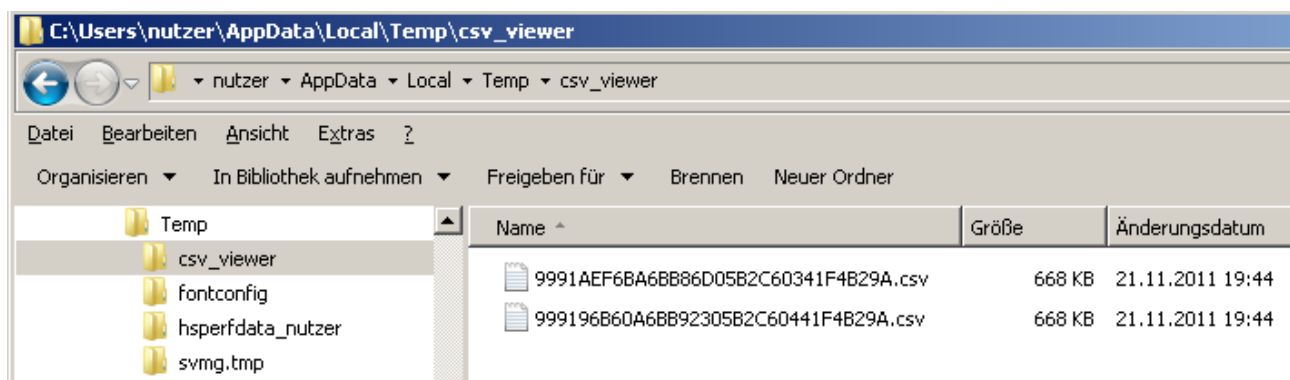 C:\Users\nutzer\AppData\Local\Temp\csv_viewer
nutzer AppData Local Temp csv_viewer
Datei Bearbeiten Ansicht Extras ?
Organisieren In Bibliothek aufnehmen Freigeben für Brennen Neuer Ordner
Temp
csv_viewer
fontconfig
hsperfdata_nutzer
svmg.tmp
Name Größe Änderungsdatum
9991AEF6BA6BB86D05B2C60341F4B29A.csv 668 KB 21.11.2011 19:44
999196B60A6BB92305B2C60441F4B29A.csv 668 KB 21.11.2011 19:44